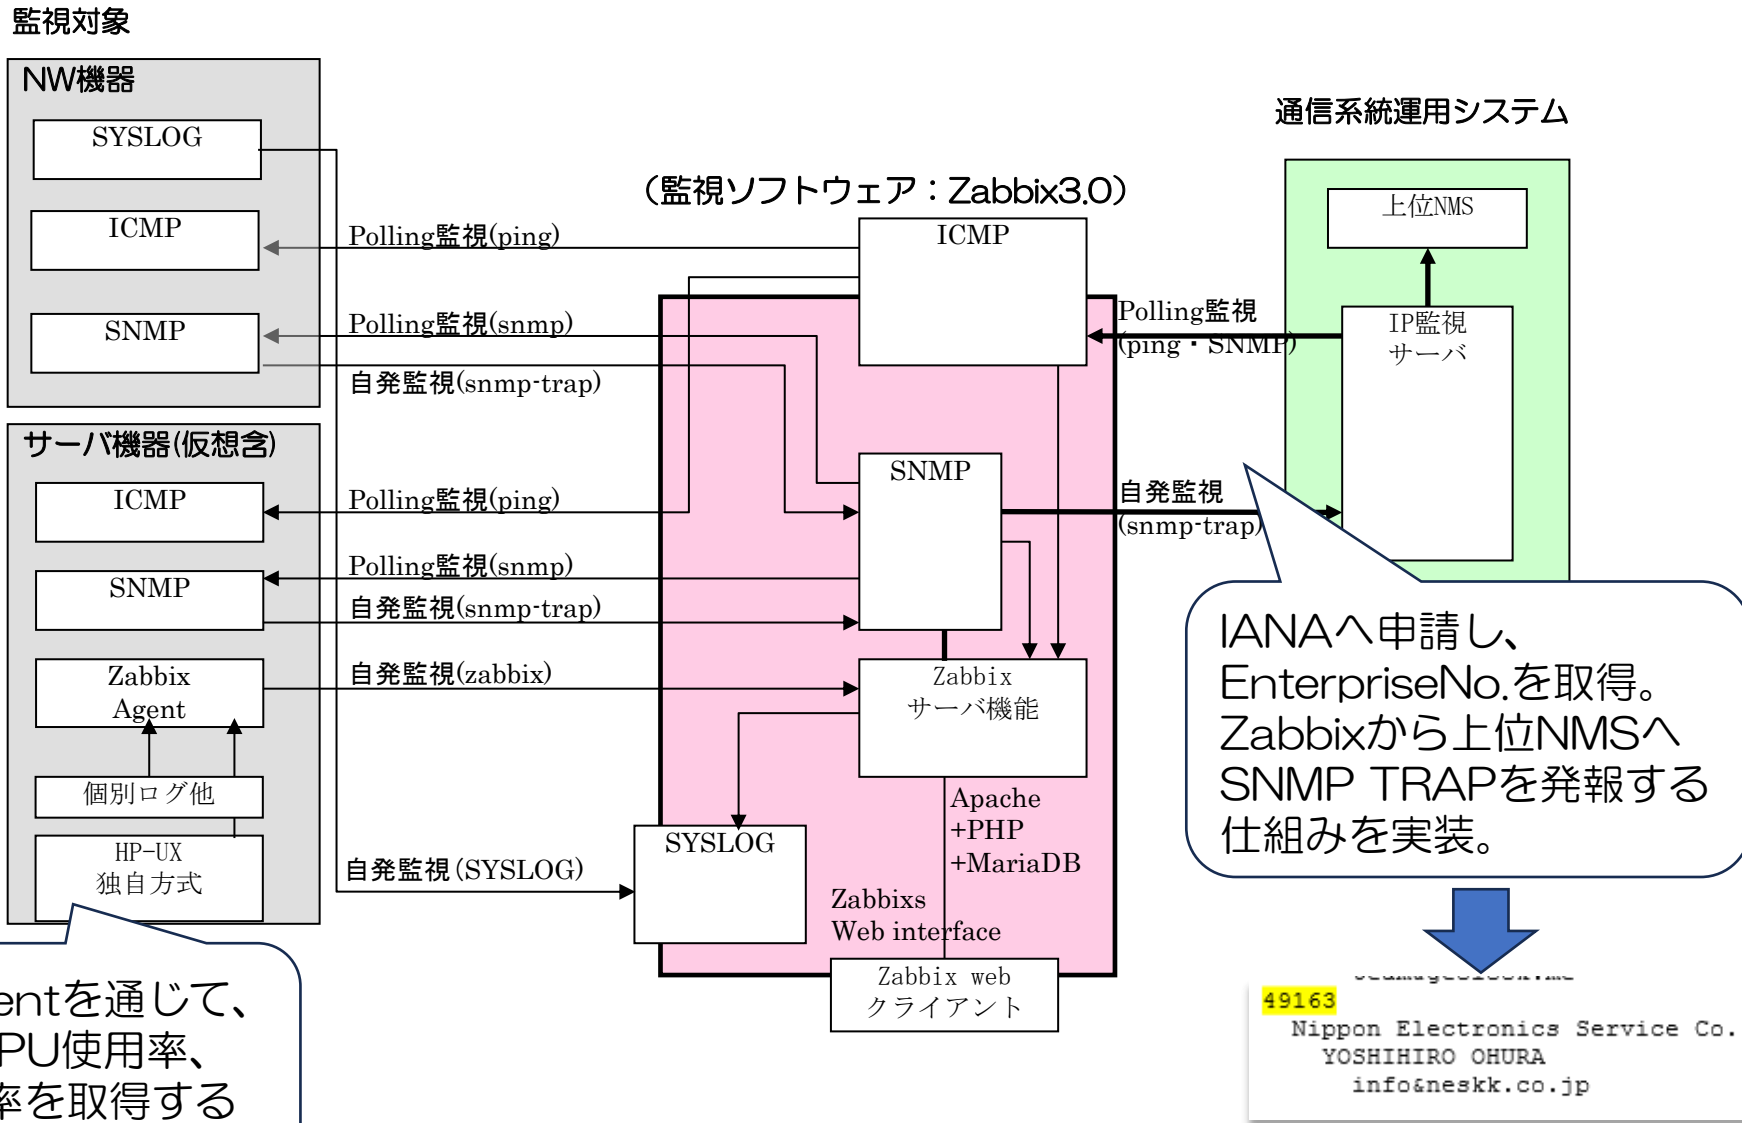 監視対象
NW機器
SYSLOG
ICMP
SNMP
サーバ機器(仮想含)
ICMP
SNMP
Zabbix
Agent
個別ログ他
HP-UX
独自方式
entを通じて、
PU使用率、
率を取得する
Polling監視(ping)
Polling監視(snmp)
自発監視(snmp-trap)
Polling監視(ping)
Polling監視(snmp)
自発監視(snmp-trap)
自発監視(zabbix)
自発監視(SYSLOG)
(監視ソフトウェア：Zabbix3.0)
ICMP
SNMP
Zabbix
サーバ機能
SYSLOG
Apache
+PHP
+MariaDB
Zabbixs
Web interface
Zabbix web
クライアント
Polling監視
(ping・SNMP)
自発監視
(snmp-trap)
通信系統運用システム
上位NMS
IP監視
サーバ
IANAへ申請し、
EnterpriseNo.を取得。
Zabbixから上位NMSへ
SNMP TRAPを発報する
仕組みを実装。
49163
Nippon Electronics Service Co.
YOSHIHIRO OHURA
info&neskk.co.jp